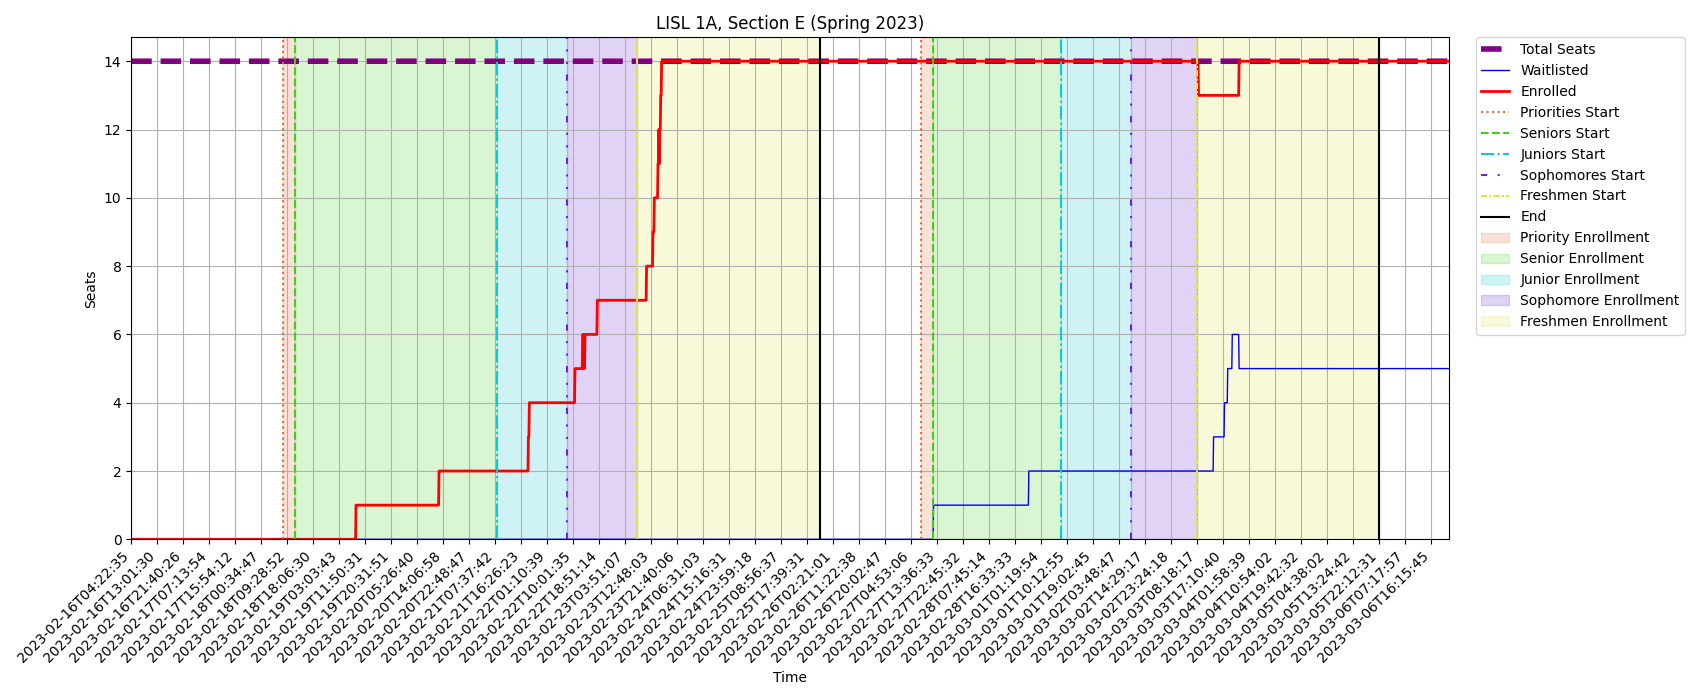 LISL 1A, Section E (Spring 2023)
Seats
14
12
10
8
6
4
2
0
2023-02-16T04:22:35
2023-02-16T13:01:30
2023-02-16T21:40:26
2023-02-17T07:13:54
2023-02-17T15:54:12
2023-02-18T00:34:47
2023-02-18T09:28:52
2023-02-18T18:06:30
2023-02-19T03:03:43
2023-02-19T11:50:31
2023-02-19T20:31:51
2023-02-20T05:26:40
2023-02-20T14:06:58
2023-02-20T22:48:47
2023-02-21T07:37:42
2023-02-21T16:26:23
2023-02-22T01:10:39
2023-02-22T10:01:35
2023-02-22T18:51:14
2023-02-23T03:51:07
2023-02-23T12:48:03
2023-02-23T21:40:06
2023-02-24T06:31:03
2023-02-24T15:16:31
2023-02-24T23:59:18
2023-02-25T08:56:37
2023-02-25T17:39:31
2023-02-26T02:21:01
2023-02-26T11:22:38
2023-02-26T20:02:47
2023-02-27T04:53:06
2023-02-27T13:36:33
2023-02-27T22:45:32
2023-02-28T07:45:14
2023-02-28T16:33:33
2023-03-01T01:19:54
2023-03-01T10:12:55
2023-03-01T19:02:45
2023-03-02T03:48:47
2023-03-02T14:29:17
2023-03-02T23:24:18
2023-03-03T08:18:17
2023-03-03T17:10:40
2023-03-04T01:58:39
2023-03-04T10:54:02
2023-03-04T19:42:32
2023-03-05T04:38:02
2023-03-05T13:24:42
2023-03-05T22:12:31
2023-03-06T07:17:57
2023-03-06T16:15:45
Time
Total Seats
Waitlisted
Enrolled
Priorities Start
Seniors Start
Juniors Start
Sophomores Start
Freshmen Start
End
Priority Enrollment
Senior Enrollment
Junior Enrollment
Sophomore Enrollment
Freshmen Enrollment